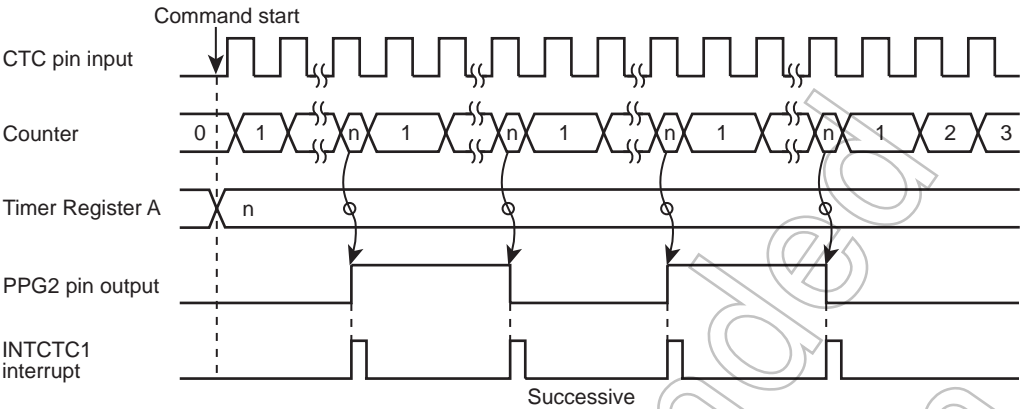 Command start
CTC pin input
Counter
0 1 n 1 n 1 n 1 n 1 2 3
Timer Register A
n
PPG2 pin output
INTCTC1
interrupt
Successive